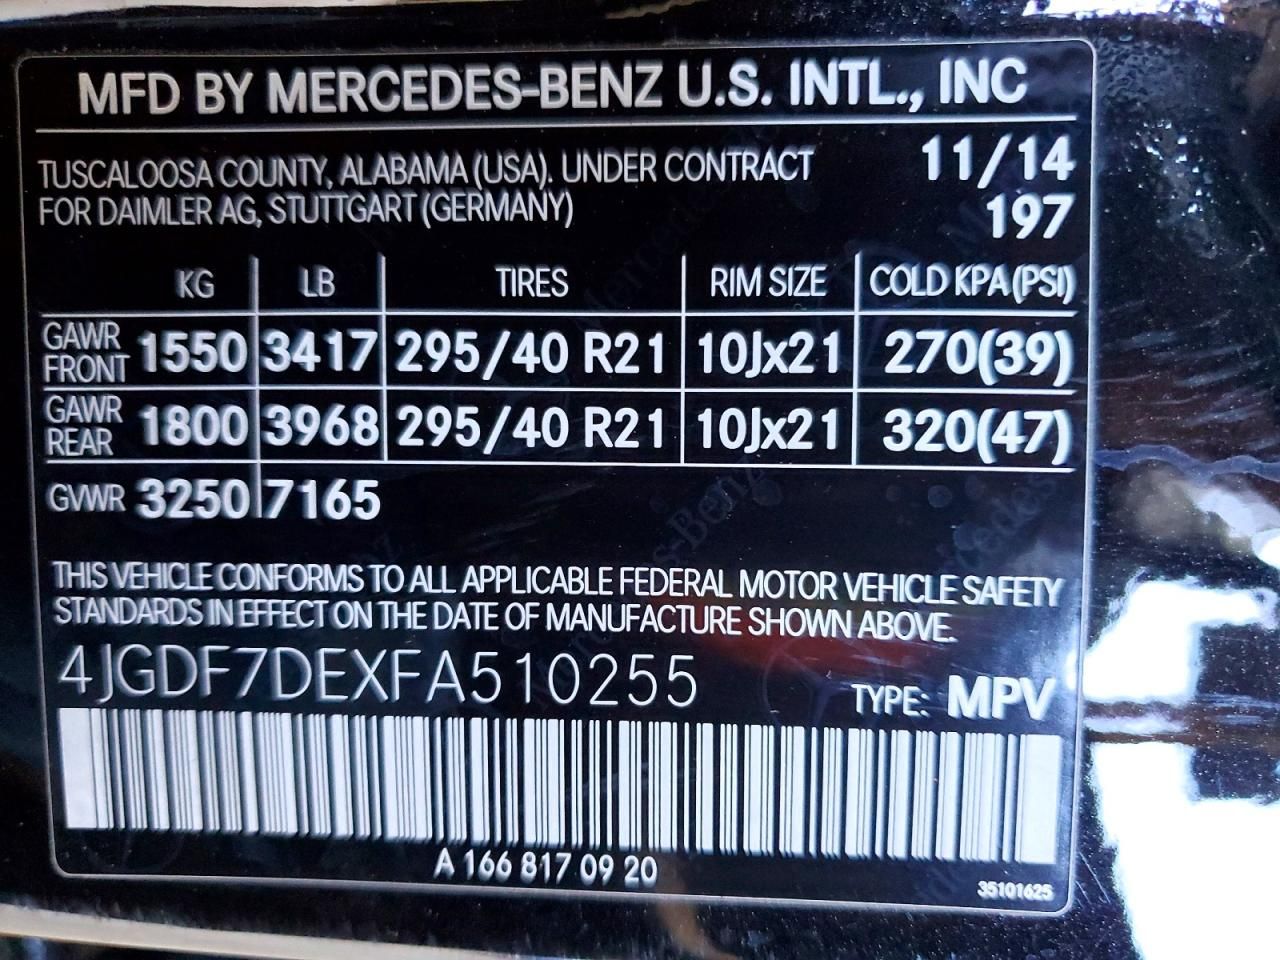 MFD BY MERCEDES-BENZ U.S. INTL., INC
TUSCALOOSA COUNTY, ALABAMA (USA). UNDER CONTRACT 11/14
FOR DAIMLER AG, STUTTGART (GERMANY) 197
KG LB TIRES RIM SIZE COLD KPA (PSI)
GAWR FRONT 1550 3417 295/40 R21 10Jx21 270(39)
GAWR REAR 1800 3968 295/40 R21 10Jx21 320(47)
GVWR 3250 7165
THIS VEHICLE CONFORMS TO ALL APPLICABLE FEDERAL MOTOR VEHICLE SAFETY
STANDARDS IN EFFECT ON THE DATE OF MANUFACTURE SHOWN ABOVE.
4JGDF7DEXFA510255 TYPE: MPV
A 166 817 09 20
35101625